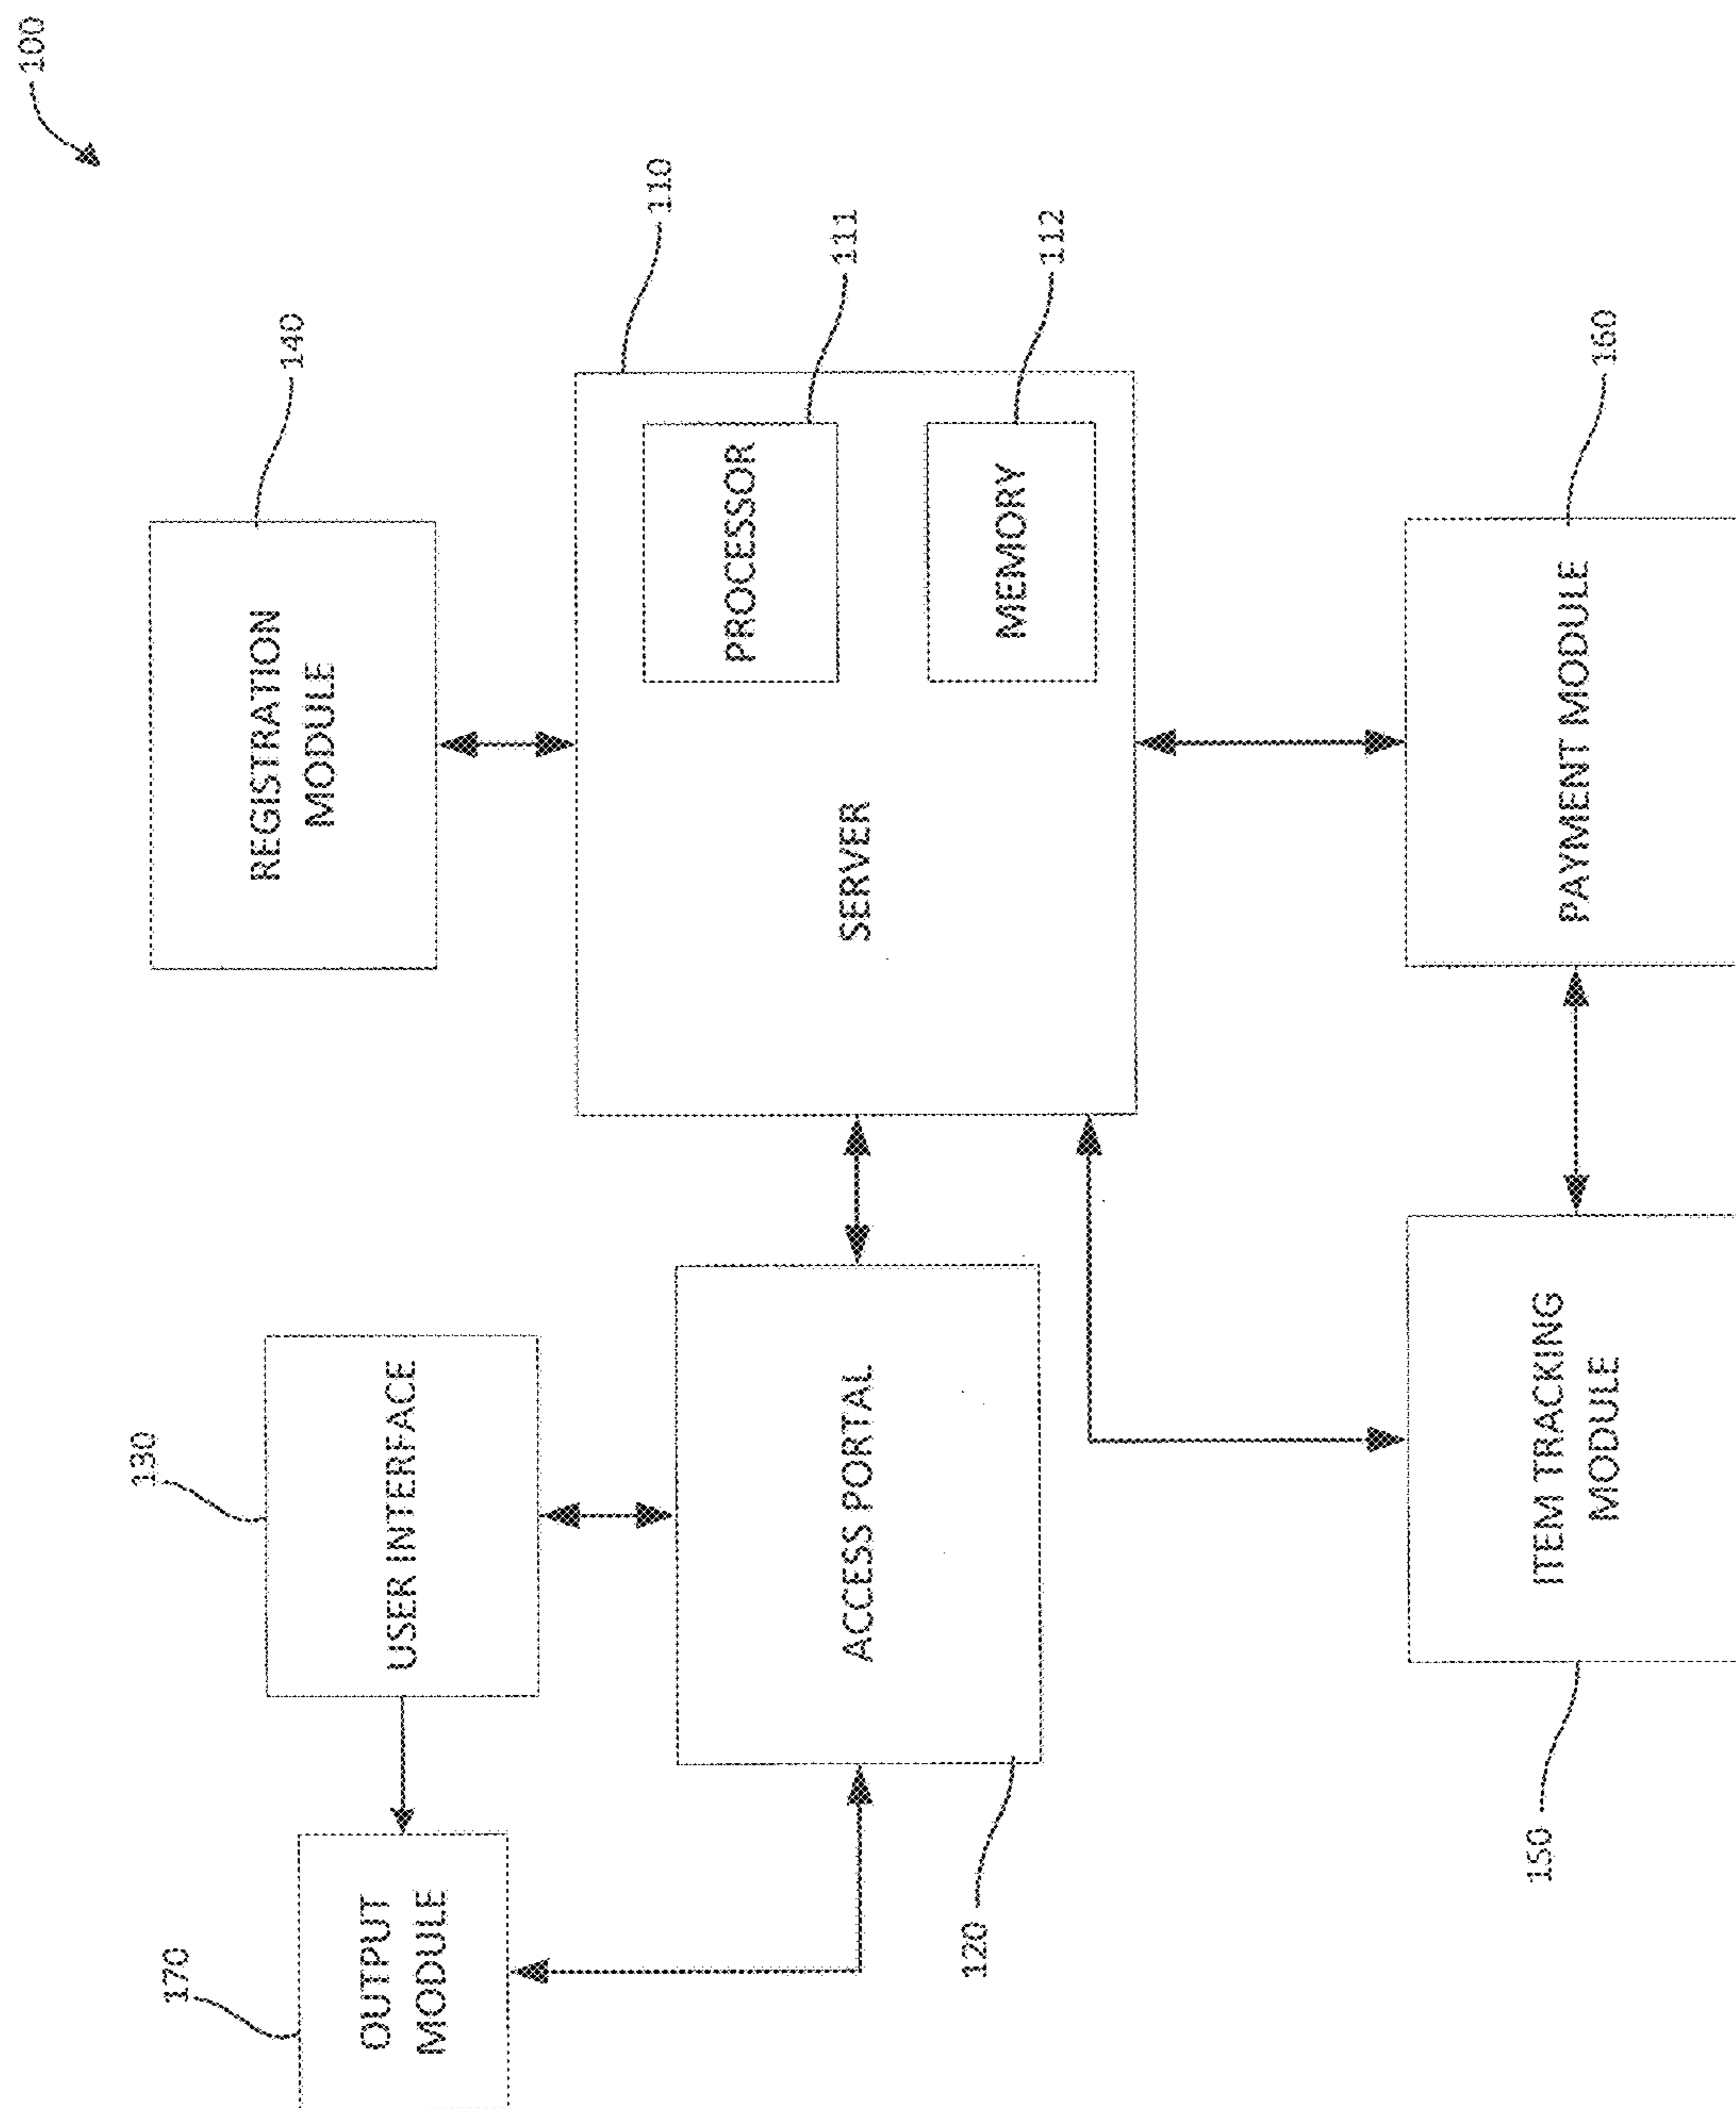 100
170
OUTPUT
MODULE
130
USER INTERFACE
140
REGISTRATION
MODULE
120
ACCESS PORTAL
SERVER
110
PROCESSOR
111
MEMORY
112
150
ITEM TRACKING
MODULE
PAYMENT MODULE
160